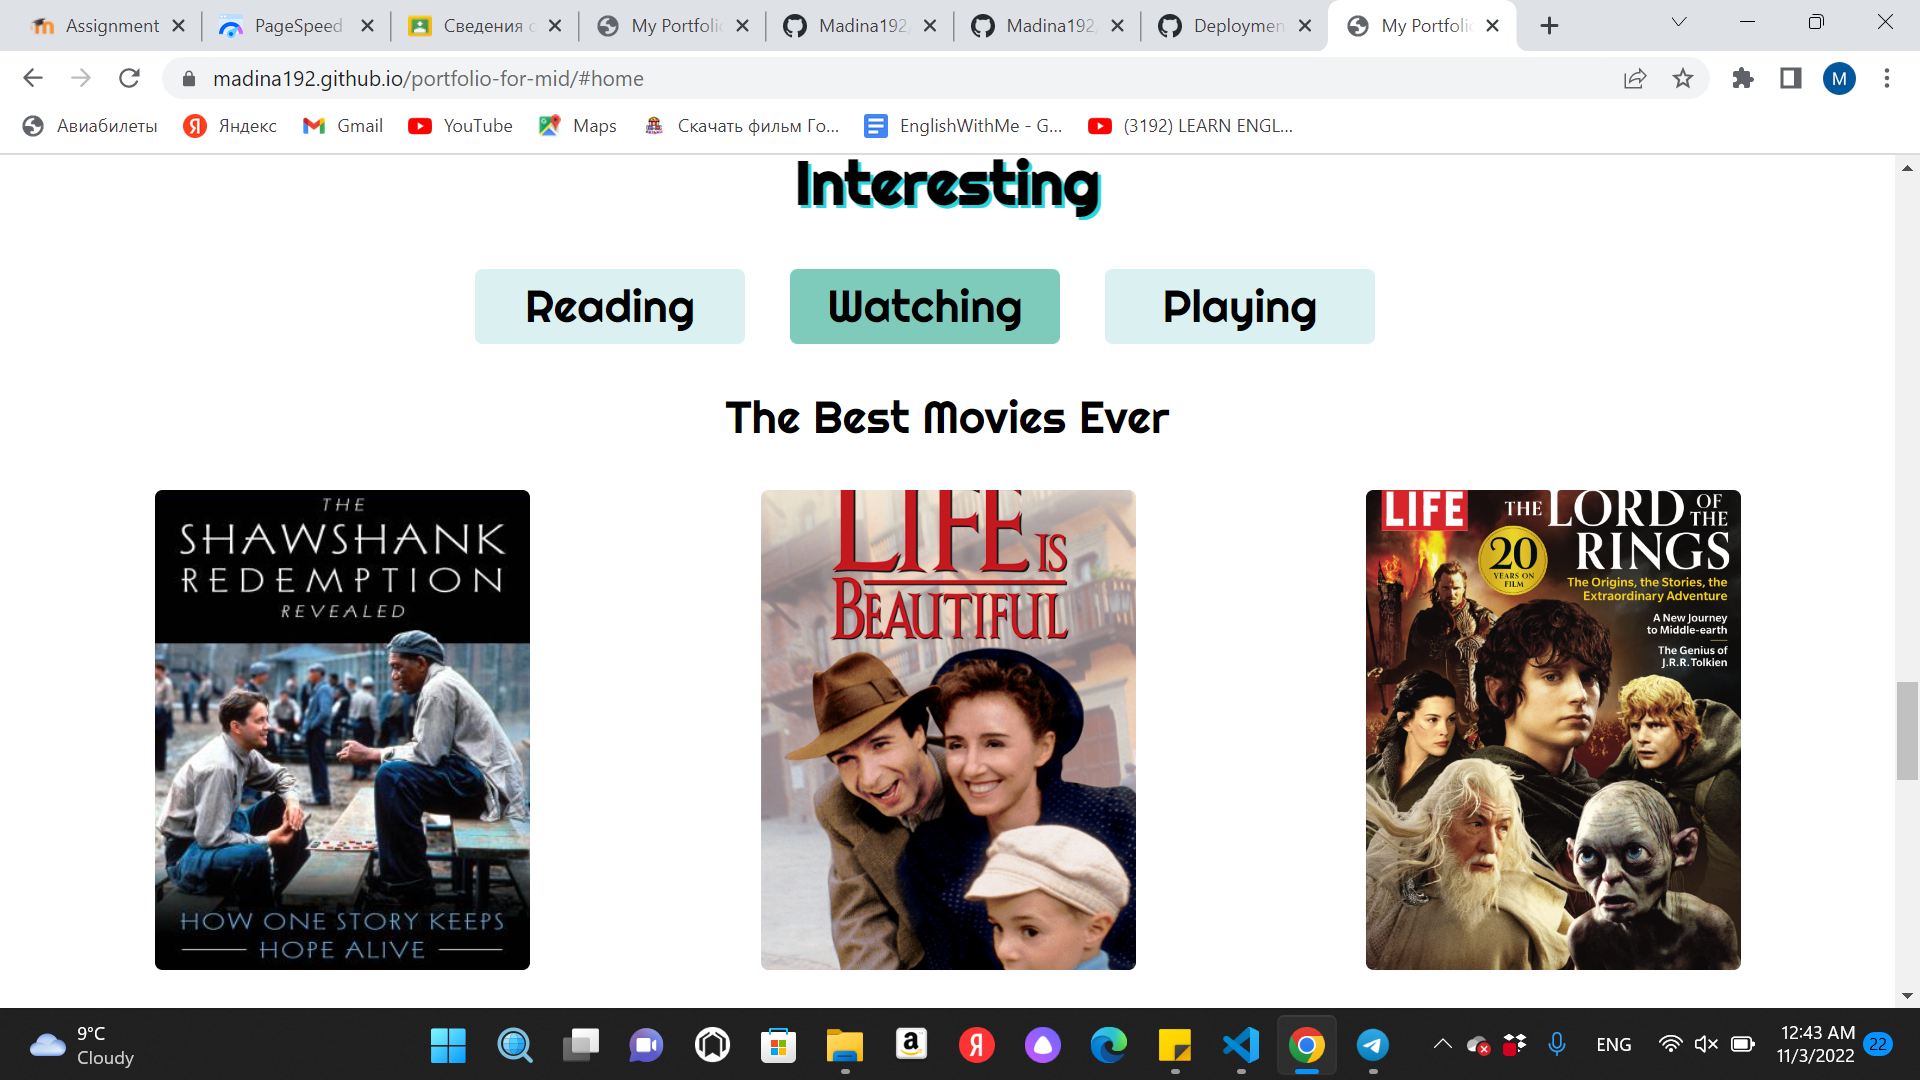 Assignment
PageSpeed
Сведения о
My Portfolio
Madina192/
Madina192/
Deploymen
My Portfolio
madina192.github.io/portfolio-for-mid/#home
M
Авиабилеты
Яндекс
Gmail
YouTube
Maps
Скачать фильм Го...
EnglishWithMe - G...
(3192) LEARN ENGL...
Interesting
Reading
Watching
Playing
The Best Movies Ever
THE
SHAWSHANK
REDEMPTION
REVEALED
HOW ONE STORY KEEPS
HOPE ALIVE
LIFE IS
BEAUTIFUL
LIFE
THE LORD OF THE
RINGS
20
YEARS ON
FILM
The Origins, the Stories, the
Extraordinary Adventure
A New Journey
to Middle-earth
The Genius of
J.R.R. Tolkien
9°C
Cloudy
a
Я
ENG
12:43 AM
11/3/2022
22